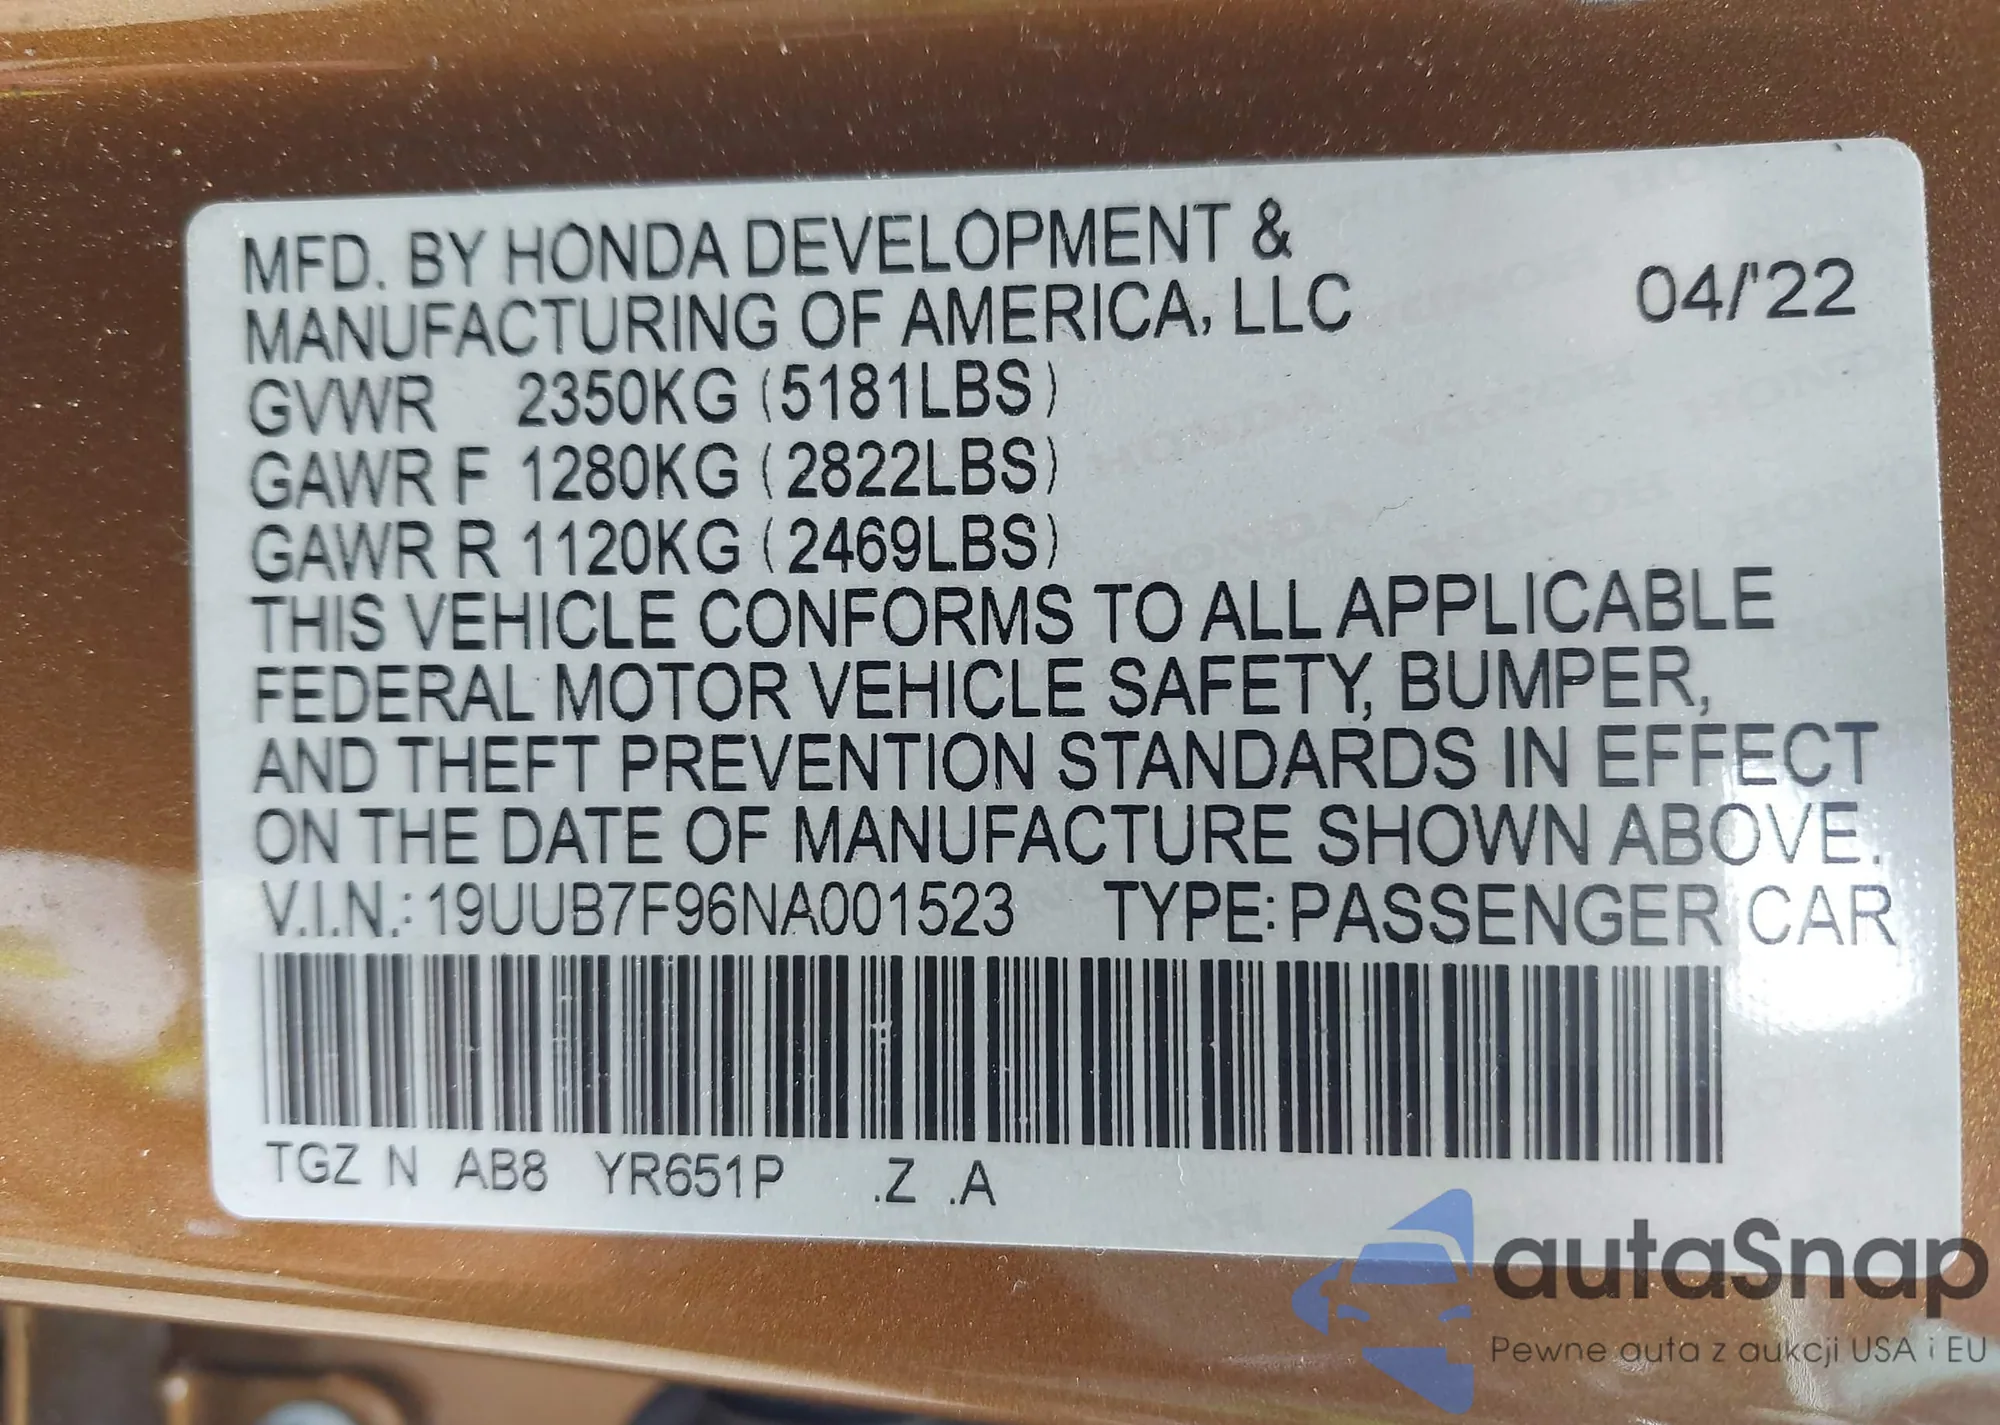 MFD. BY HONDA DEVELOPMENT &
MANUFACTURING OF AMERICA, LLC 04/'22
GVWR 2350KG (5181LBS)
GAWR F 1280KG (2822LBS)
GAWR R 1120KG (2469LBS)
THIS VEHICLE CONFORMS TO ALL APPLICABLE
FEDERAL MOTOR VEHICLE SAFETY, BUMPER,
AND THEFT PREVENTION STANDARDS IN EFFECT
ON THE DATE OF MANUFACTURE SHOWN ABOVE.
V.I.N.: 19UUB7F96NA001523 TYPE: PASSENGER CAR
TGZ N AB8 YR651P .Z .A
autaSnap
Pewne auta z aukcji USA i EU